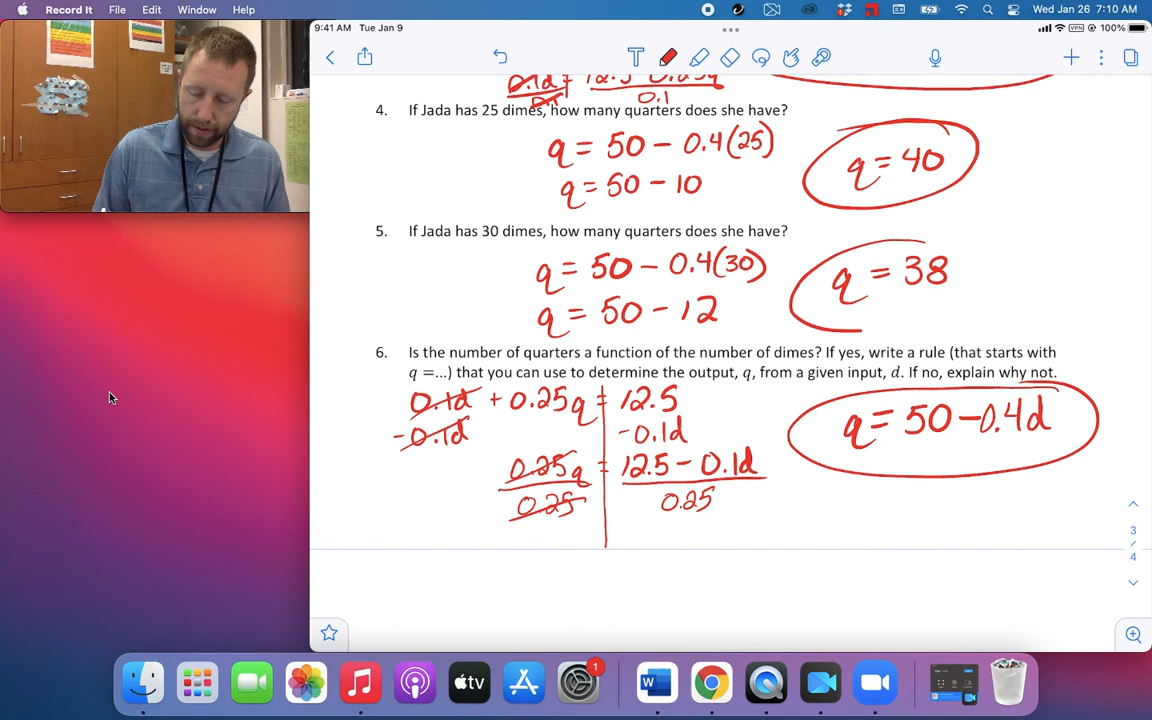 Record It File Edit Window Help
Wed Jan 26 7:10 AM
9:41 AM Tue Jan 9
VPN 100%
T
0.1
4. If Jada has 25 dimes, how many quarters does she have?
q = 50 - 0.4(25)
q = 50 - 10
q = 40
5. If Jada has 30 dimes, how many quarters does she have?
q = 50 - 0.4(30)
q = 50 - 12
q = 38
6. Is the number of quarters a function of the number of dimes? If yes, write a rule (that starts with
q =...) that you can use to determine the output, q, from a given input, d. If no, explain why not.
0.1d + 0.25q = 12.5
-0.1d -0.1d
0.25q = 12.5 - 0.1d
0.25 0.25
q = 50 - 0.4d
3
/
4
1
tv
W